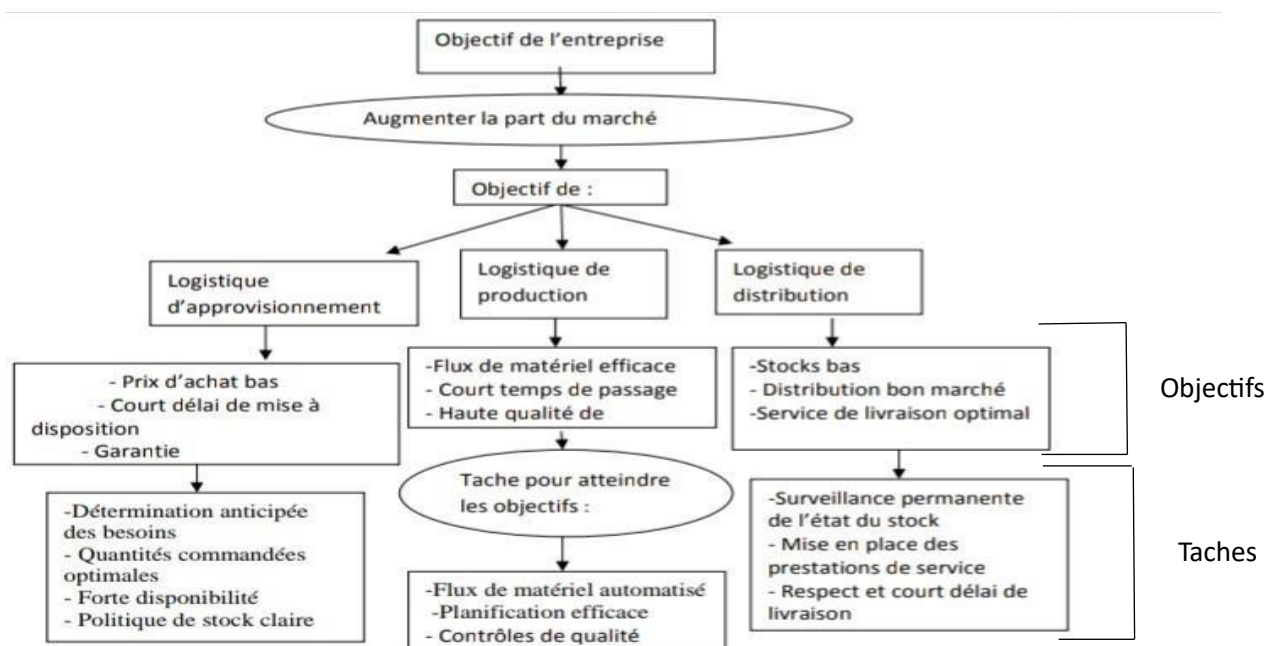 Objectif de l'entreprise
Augmenter la part du marché
Objectif de :
Logistique
d'approvisionnement
Logistique de
production
Logistique de
distribution
- Prix d'achat bas
- Court délai de mise à
disposition
- Garantie
-Flux de matériel efficace
- Court temps de passage
- Haute qualité de
-Stocks bas
- Distribution bon marché
-Service de livraison optimal
Objectifs
-Détermination anticipée
des besoins
- Quantités commandées
optimales
- Forte disponibilité
- Politique de stock claire
Tache pour atteindre
les objectifs :
-Flux de matériel automatisé
-Planification efficace
- Contrôles de qualité
-Surveillance permanente
de l'état du stock
- Mise en place des
prestations de service
- Respect et court délai de
livraison
Taches